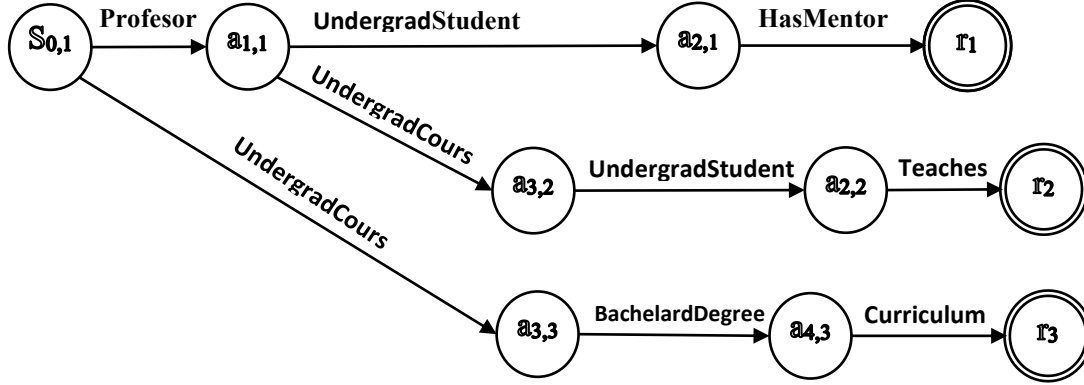 Profesor UndergradStudent HasMentor
S0,1 a1,1 a2,1 r1
UndergradCours
UndergradCours
UndergradStudent Teaches
a3,2 a2,2 r2
BachelardDegree Curriculum
a3,3 a4,3 r3